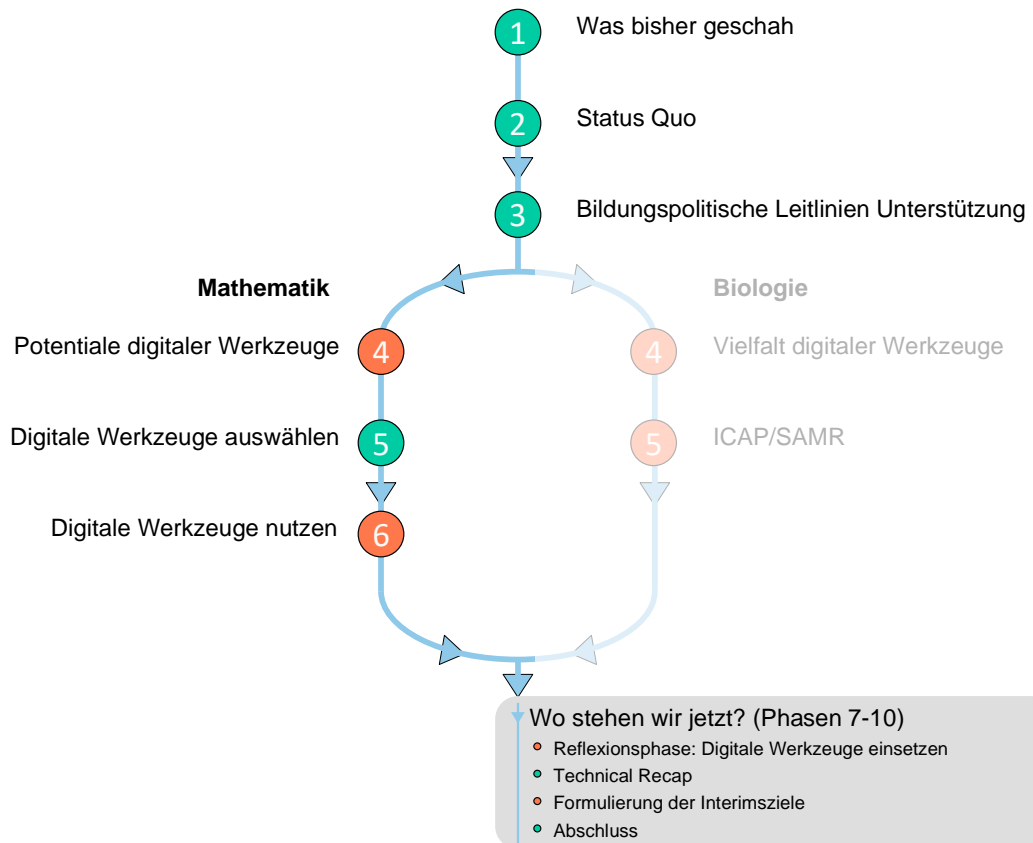 1 Was bisher geschah
2 Status Quo
3 Bildungspolitische Leitlinien Unterstützung
Mathematik
Biologie
Potentiale digitaler Werkzeuge 4
4 Vielfalt digitaler Werkzeuge
Digitale Werkzeuge auswählen 5
5 ICAP/SAMR
Digitale Werkzeuge nutzen 6
Wo stehen wir jetzt? (Phasen 7-10)
Reflexionsphase: Digitale Werkzeuge einsetzen
Technical Recap
Formulierung der Interimsziele
Abschluss